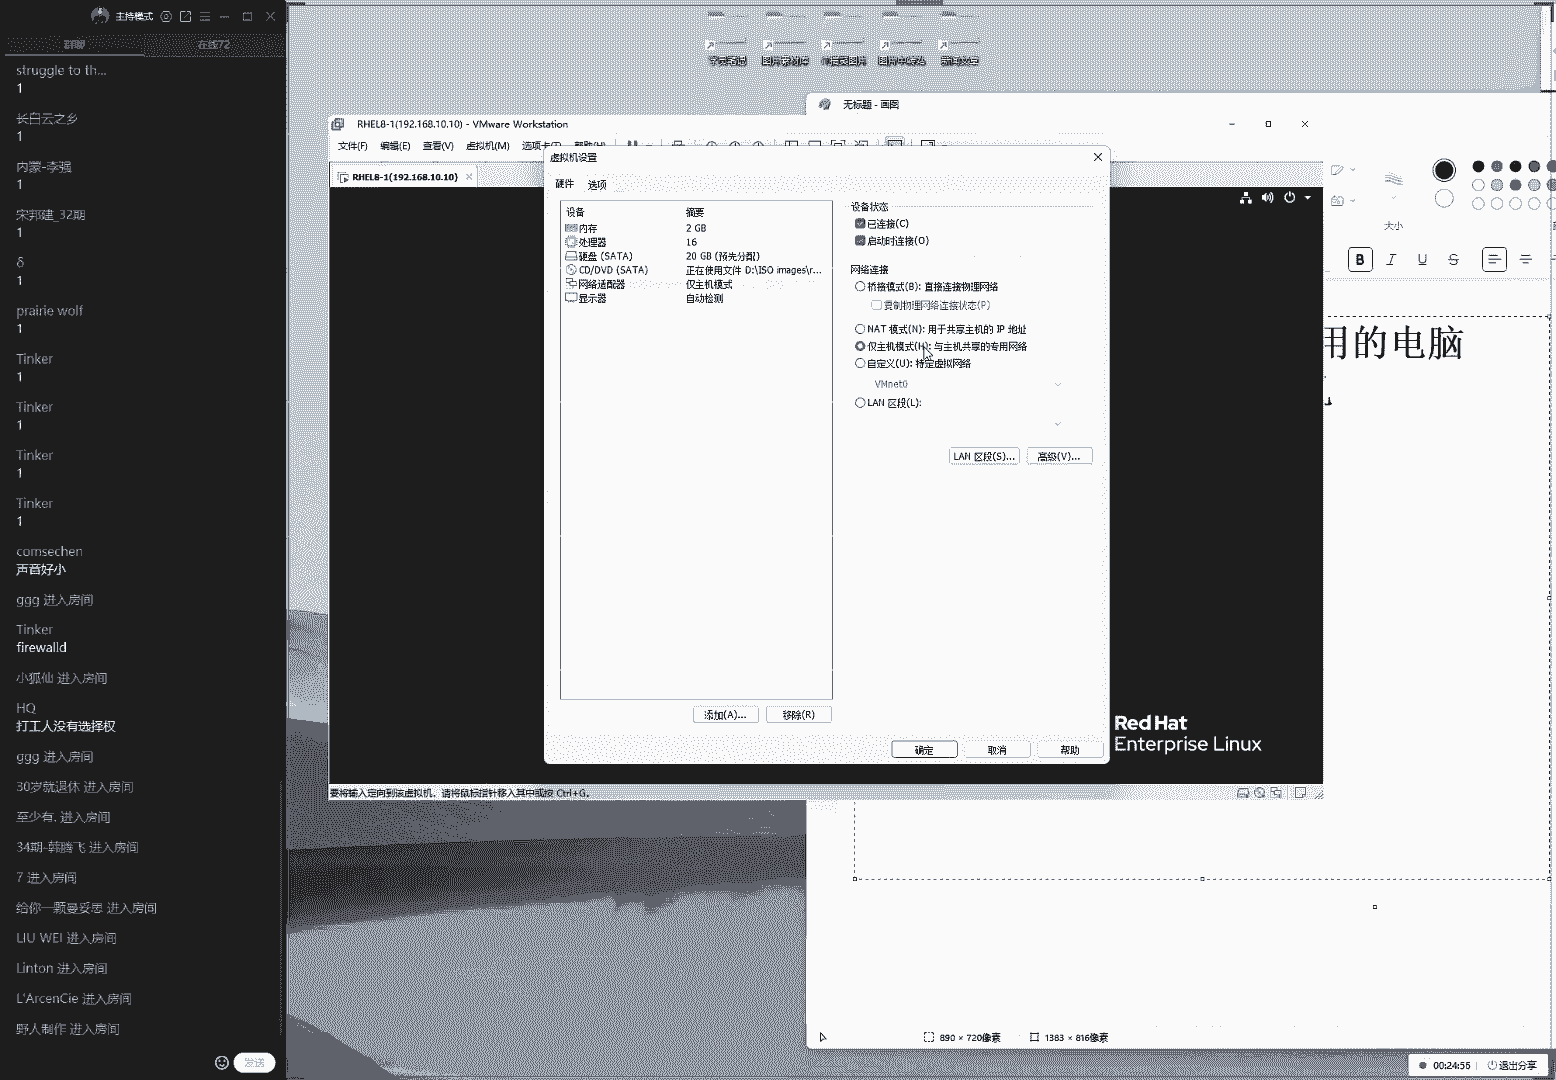 主持模式
群聊
在线72
struggle to th...
1
长白云之乡
1
内蒙-李强
1
宋邦建_32期
1
δ
1
prairie wolf
1
Tinker
1
Tinker
1
Tinker
1
Tinker
1
comsechen
声音好小
ggg 进入房间
Tinker
firewalld
小狐仙 进入房间
HQ
打工人没有选择权
ggg 进入房间
30岁就退休 进入房间
至少有. 进入房间
34期-韩腾飞 进入房间
7 进入房间
给你一颗曼妥思 进入房间
LIU WEI 进入房间
Linton 进入房间
L'ArcenCie 进入房间
野人制作 进入房间
发送
图片素材库
无标题 - 画图
RHEL8-1(192.168.10.10) - VMware Workstation
文件(F) 编辑(E) 查看(V) 虚拟机(M) 选项卡(T) 帮助(H)
RHEL8-1(192.168.10.10)
虚拟机设置
硬件 选项
设备 摘要
内存 2 GB
处理器 16
硬盘 (SATA) 20 GB (预先分配)
CD/DVD (SATA) 正在使用文件 D:\ISO images\r...
网络适配器 仅主机模式
显示器 自动检测
添加(A)... 移除(R)
设备状态
已连接(C)
启动时连接(O)
网络连接
桥接模式(B): 直接连接物理网络
复制物理网络连接状态(P)
NAT 模式(N): 用于共享主机的 IP 地址
仅主机模式(H): 与主机共享的专用网络
自定义(U): 特定虚拟网络
VMnet0
LAN 区段(L):
LAN 区段(S)... 高级(V)...
确定 取消 帮助
Red Hat
Enterprise Linux
要将输入定向到该虚拟机，请将鼠标指针移入其中或按 Ctrl+G。
大小
B I U S
用的电脑
890 × 720像素 1383 × 816像素
00:24:56 退出分享